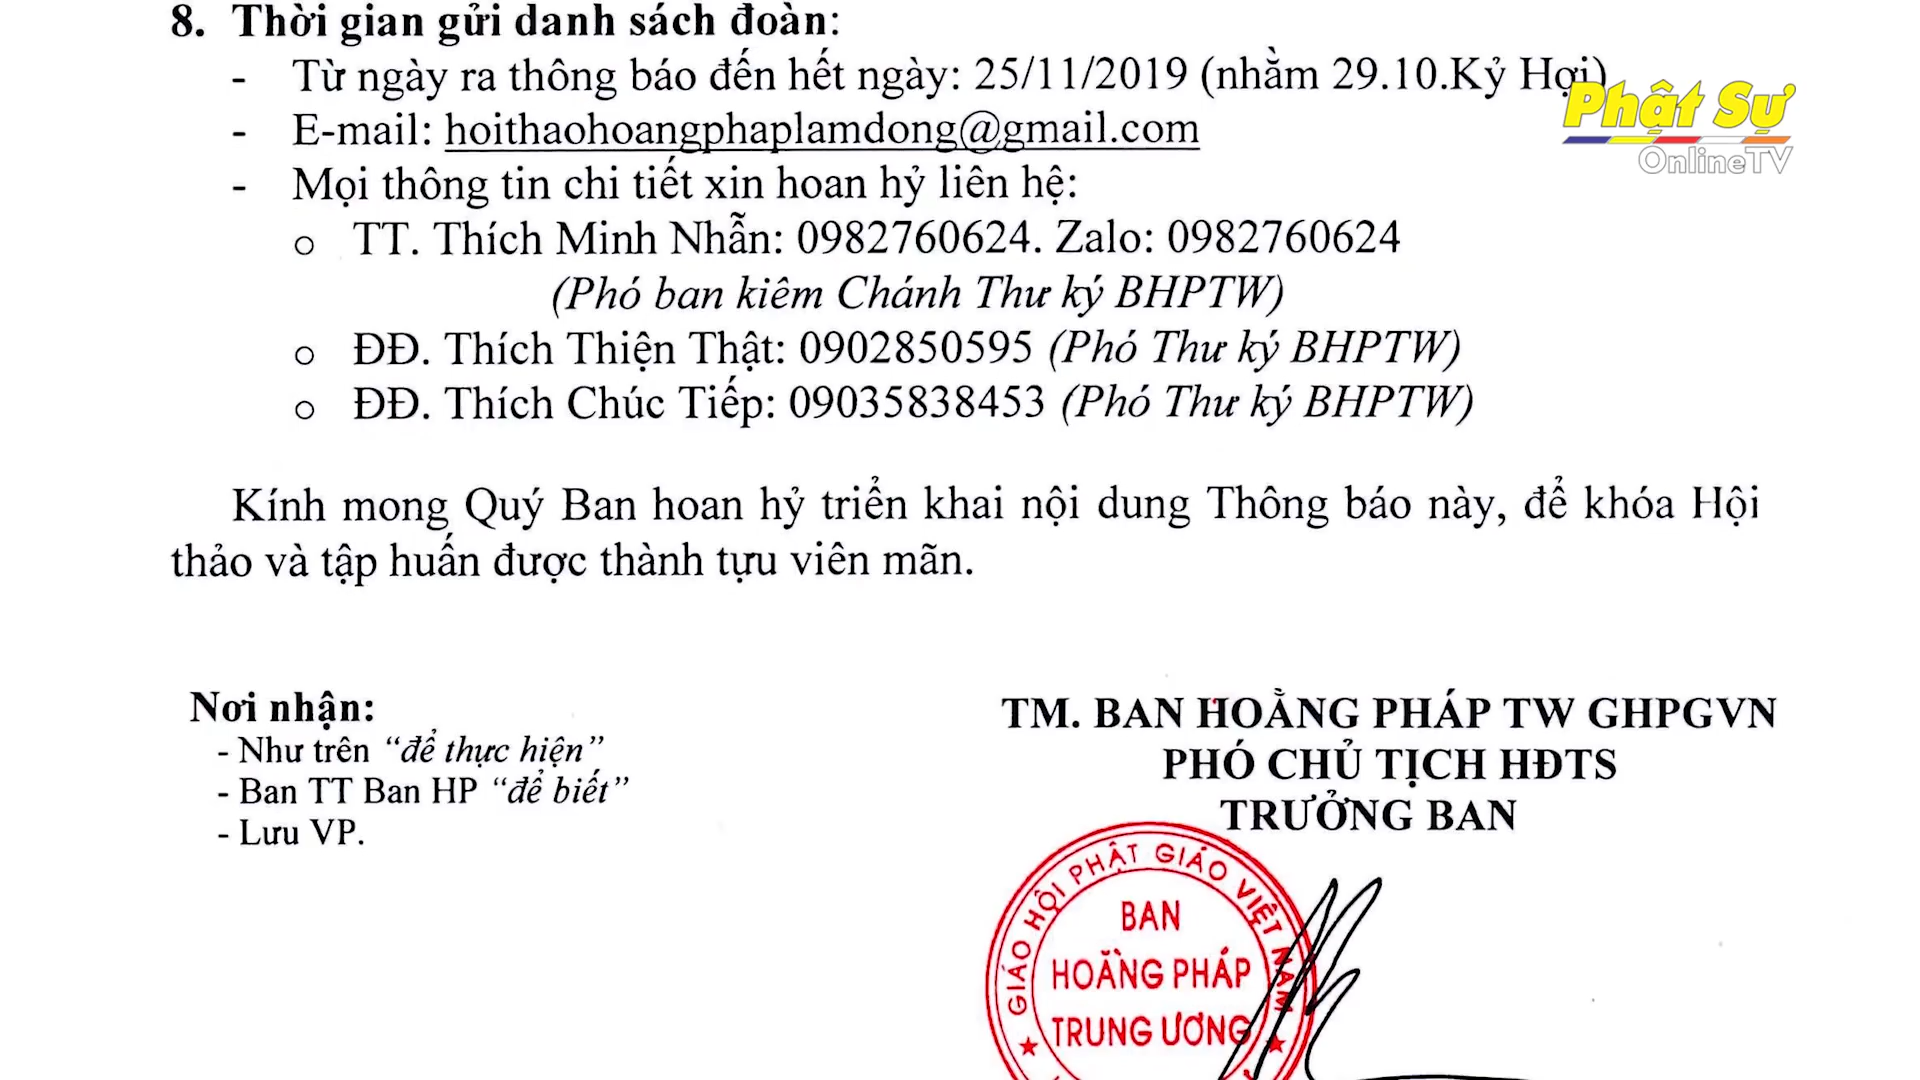 8. Thời gian gửi danh sách đoàn:
- Từ ngày ra thông báo đến hết ngày: 25/11/2019 (nhằm 29.10.Kỷ Hợi)
Phật Sự
OnlineTV
- E-mail: hoithaohoangphaplamdong@gmail.com
- Mọi thông tin chi tiết xin hoan hỷ liên hệ:
o TT. Thích Minh Nhẫn: 0982760624. Zalo: 0982760624
(Phó ban kiêm Chánh Thư ký BHPTW)
o ĐĐ. Thích Thiện Thật: 0902850595 (Phó Thư ký BHPTW)
o ĐĐ. Thích Chúc Tiếp: 09035838453 (Phó Thư ký BHPTW)
Kính mong Quý Ban hoan hỷ triển khai nội dung Thông báo này, để khóa Hội
thảo và tập huấn được thành tựu viên mãn.
Nơi nhận:
- Như trên “để thực hiện”
- Ban TT Ban HP “để biết”
- Lưu VP.
TM. BAN HOẰNG PHÁP TW GHPGVN
PHÓ CHỦ TỊCH HĐTS
TRƯỞNG BAN
GIÁO HỘI PHẬT GIÁO VIỆT NAM
BAN
HOẰNG PHÁP
TRUNG ƯƠNG